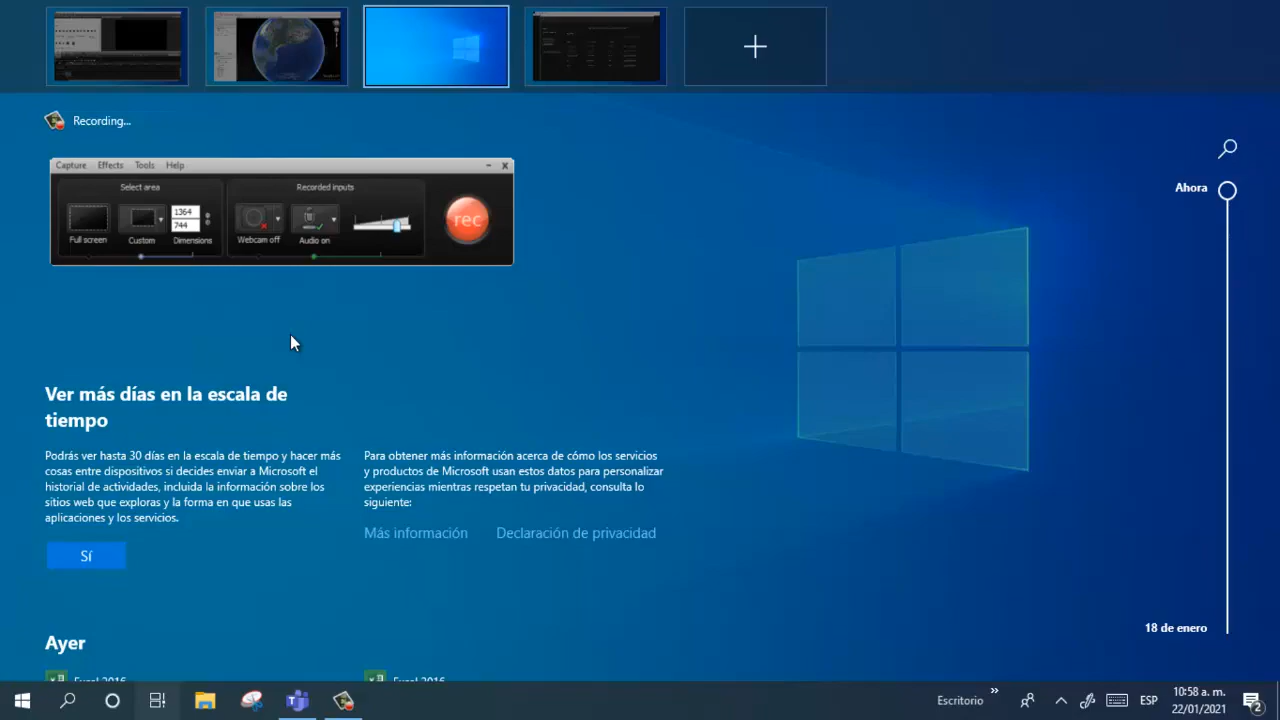 Recording...
Capture Effects Tools Help
Select area
Recorded inputs
1364
744
rec
Full screen
Custom
Dimensions
Webcam off
Audio on
Ahora
Ver más días en la escala de
tiempo
Podrás ver hasta 30 días en la escala de tiempo y hacer más
cosas entre dispositivos si decides enviar a Microsoft el
historial de actividades, incluida la información sobre los
sitios web que exploras y la forma en que usas las
aplicaciones y los servicios.
Para obtener más información acerca de cómo los servicios
y productos de Microsoft usan estos datos para personalizar
experiencias mientras respetan tu privacidad, consulta lo
siguiente:
Más información
Declaración de privacidad
Sí
18 de enero
Ayer
Excel 2016
Excel 2016
Escritorio
ESP
10:58 a. m.
22/01/2021
2